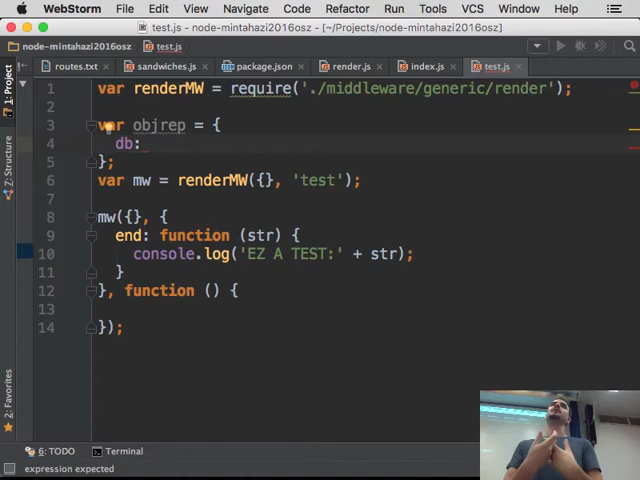 WebStorm File Edit View Navigate Code Refactor Run Tools VCS Window Help
test.js - node-mintahazi2016osz - [~/Projects/node-mintahazi2016osz]
node-mintahazi2016osz test.js
routes.txt sandwiches.js package.json render.js index.js test.js
1: Project
7: Structure
2: Favorites
1 var renderMW = require('./middleware/generic/render');
2
3 var objrep = {
4 db:
5 };
6 var mw = renderMW({}, 'test');
7
8 mw({}, {
9 end: function (str) {
10 console.log('EZ A TEST:' + str);
11 }
12 }, function () {
13
14 });
6: TODO Terminal
expression expected